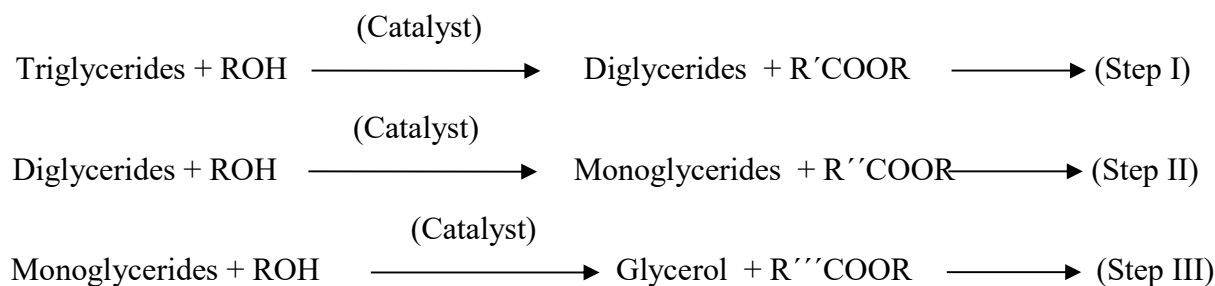 (Catalyst)
Triglycerides + ROH Diglycerides + R´COOR (Step I)
(Catalyst)
Diglycerides + ROH Monoglycerides + R´´COOR (Step II)
(Catalyst)
Monoglycerides + ROH Glycerol + R´´´COOR (Step III)